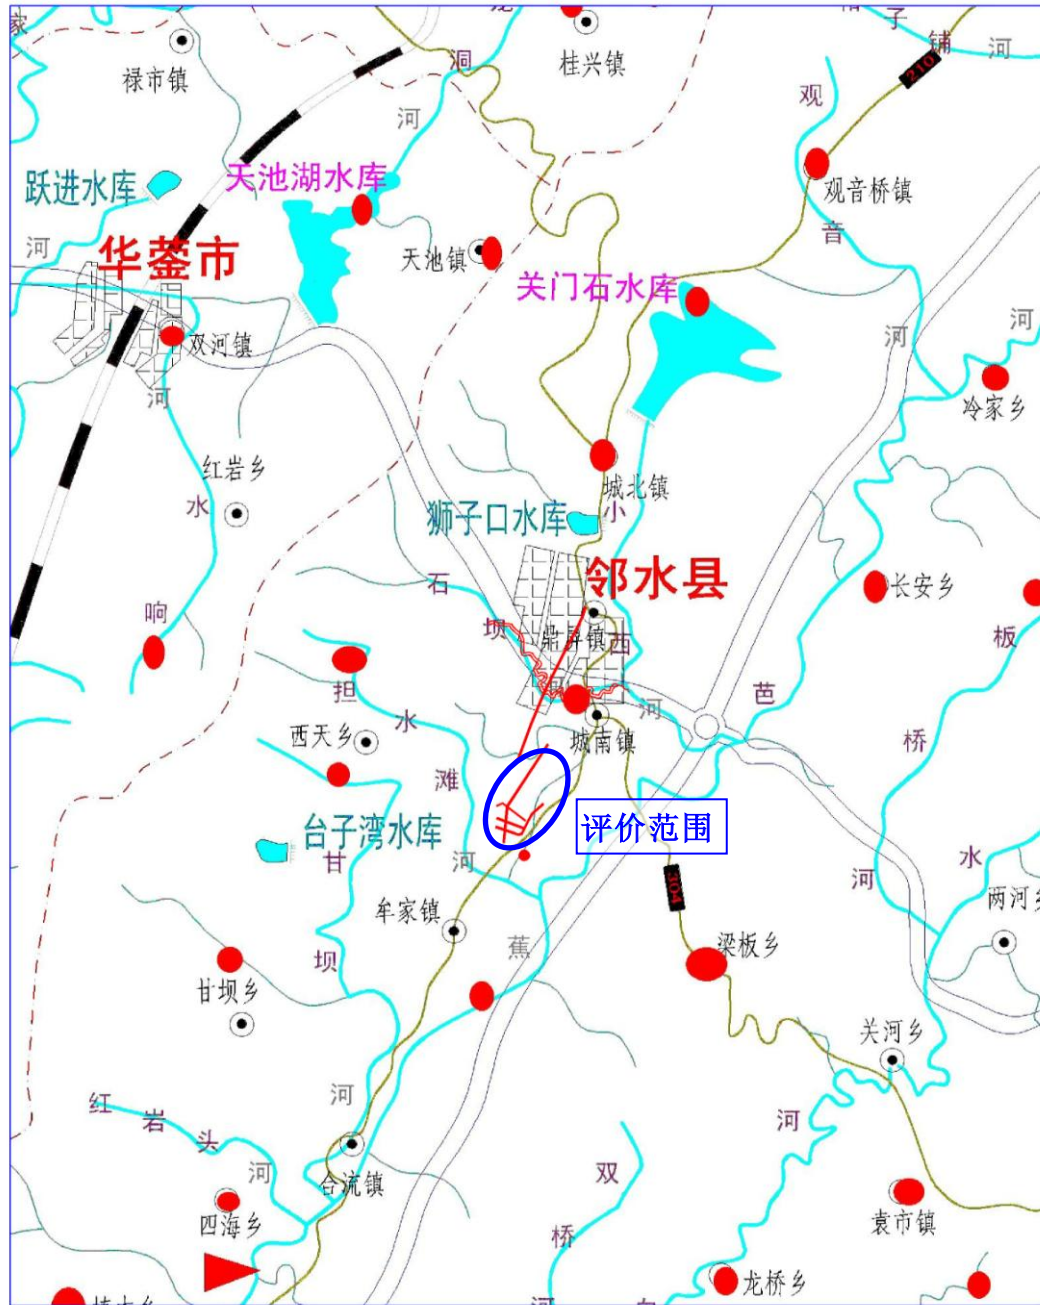 家
龙
桂兴镇
子
铺
河
210
禄市镇
洞
河
观
跃进水库
天池湖水库
观音桥镇
河
华蓥市
天池镇
音
关门石水库
双河镇
河
河
河
冷家乡
红岩乡
水
城北镇
狮子口水库
小
邻水县
石
长安乡
响
坝
鼎屏镇
西
板
担
芭
河
西天乡
水
城南镇
桥
滩
评价范围
台子湾水库
甘
河
304
河
水
两河乡
牟家镇
蕉
梁板乡
坝
甘坝乡
关河乡
红
岩
头
河
河
河
合流镇
双
四海乡
袁市镇
桥
龙桥乡
河